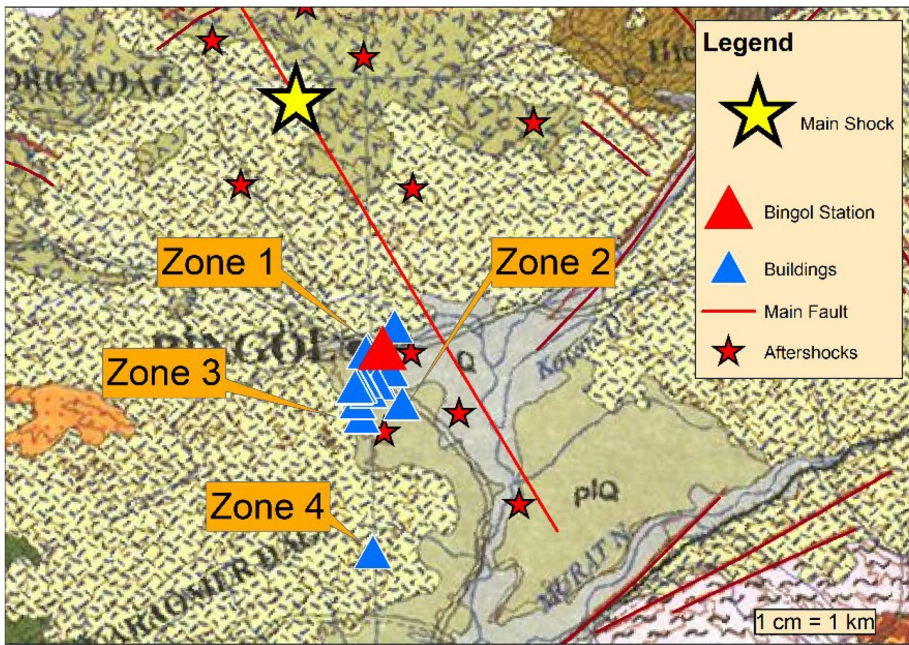 Legend
Main Shock
Bingol Station
Buildings
Main Fault
Aftershocks
Zone 1
Zone 2
Zone 3
Zone 4
Q
plQ
MURAT N
1 cm = 1 km